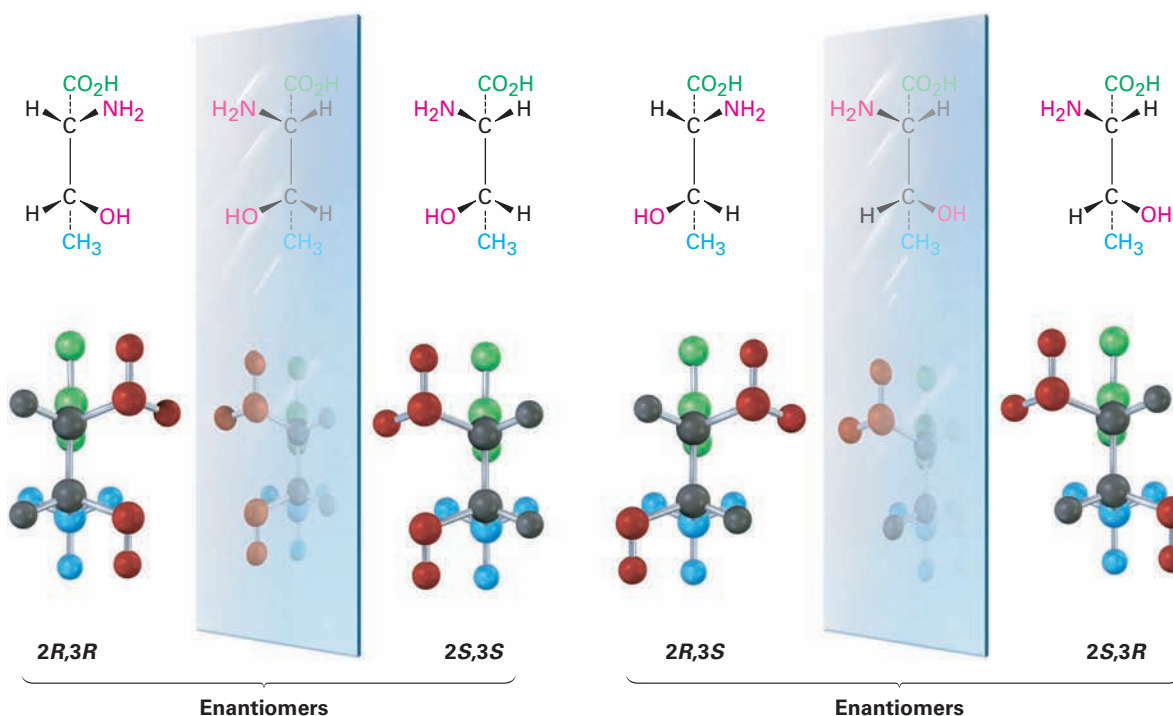 CO₂H CO₂H CO₂H CO₂H CO₂H CO₂H
H NH₂ H₂N H H₂N H H NH₂ H₂N H H₂N H
C C C C C C
C C C C C C
H OH HO H HO H HO H H OH H OH
CH₃ CH₃ CH₃ CH₃ CH₃ CH₃
2R,3R 2S,3S 2R,3S 2S,3R
Enantiomers Enantiomers